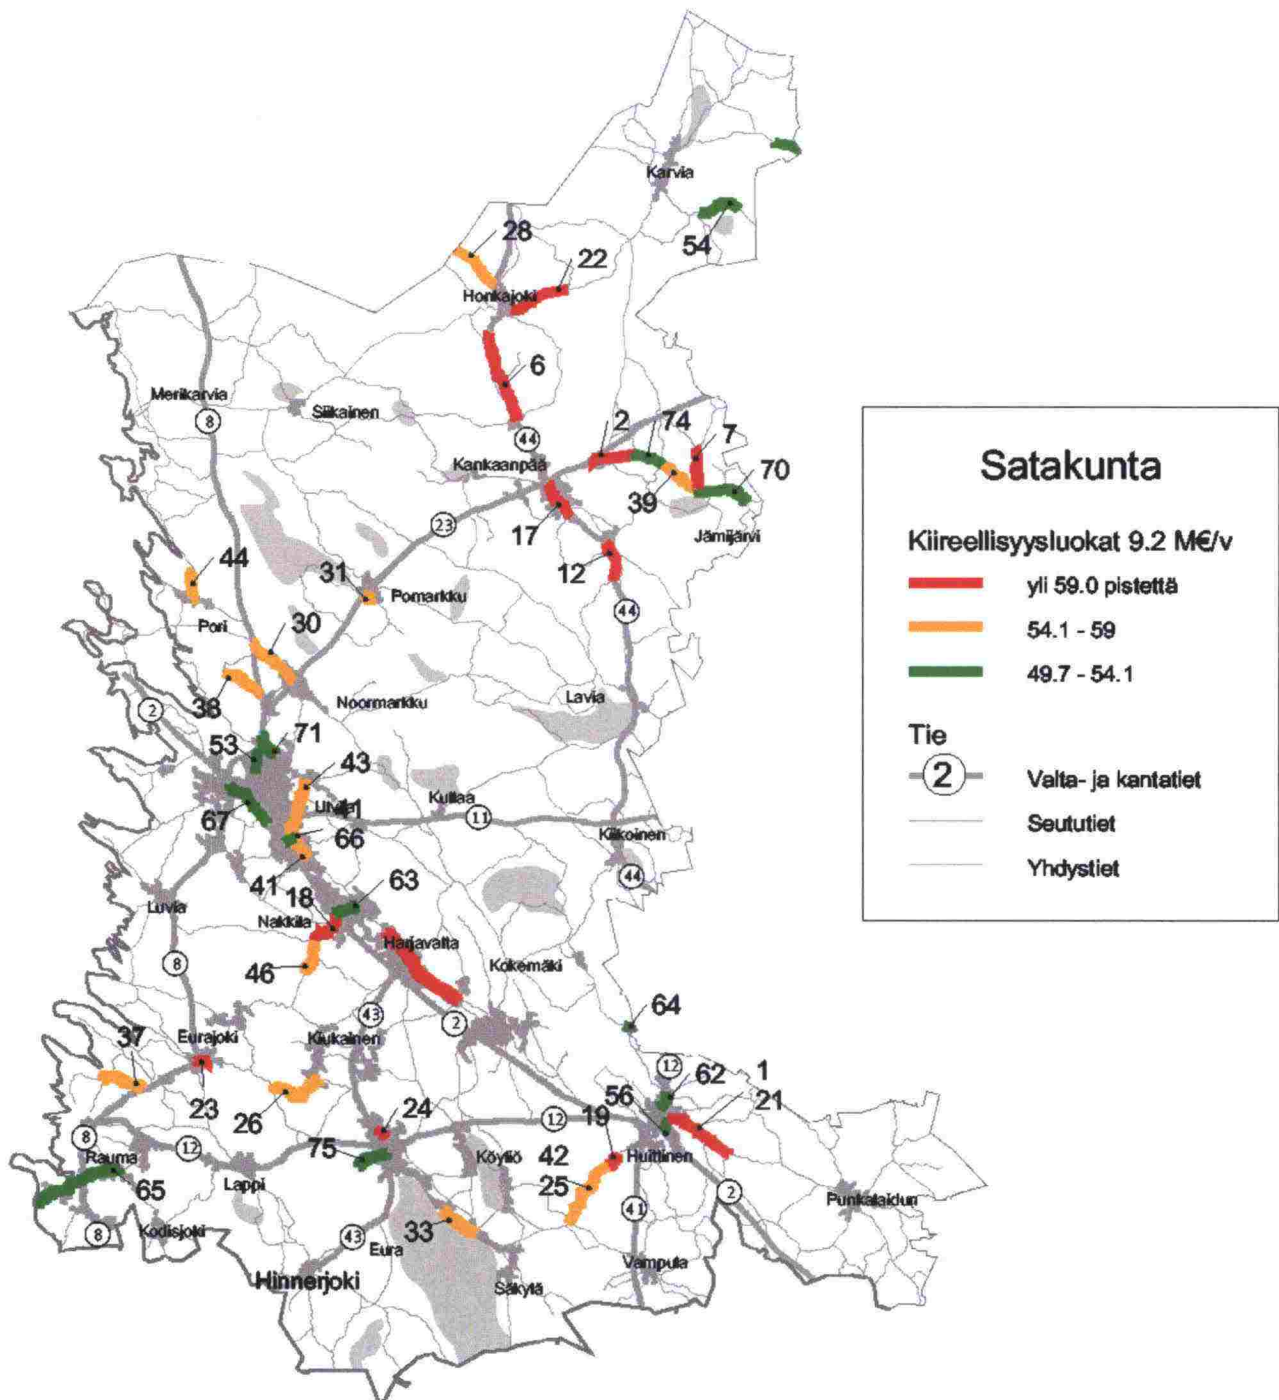 Karvia
54
28
22
Honkajoki
6
Merikarvia
Siikainen
8
44
2
74
7
Kankaanpää
39
70
17
23
Jämijärvi
12
44
31
Pomarkku
44
Pori
30
38
Noormarkku
Lavia
2
53
71
43
67
66
Kullaa
11
Kiikoinen
44
41
18
63
Luvia
Nakkila
Harjavalta
46
Kokemäki
8
43
2
64
37
Eurajoki
Kiukainen
12
62
1
56
21
23
26
24
12
19
8
12
75
42
Huittinen
Rauma
Köyliö
25
65
Lappi
2
Punkalaidun
41
8
Kodisjoki
33
43
Eura
Vampula
Hinnerjoki
Säkylä
Satakunta
Kiireellisyysluokat 9.2 M€/v
yli 59.0 pistettä
54.1 - 59
49.7 - 54.1
Tie
2
Valta- ja kantatiet
Seututiet
Yhdystiet